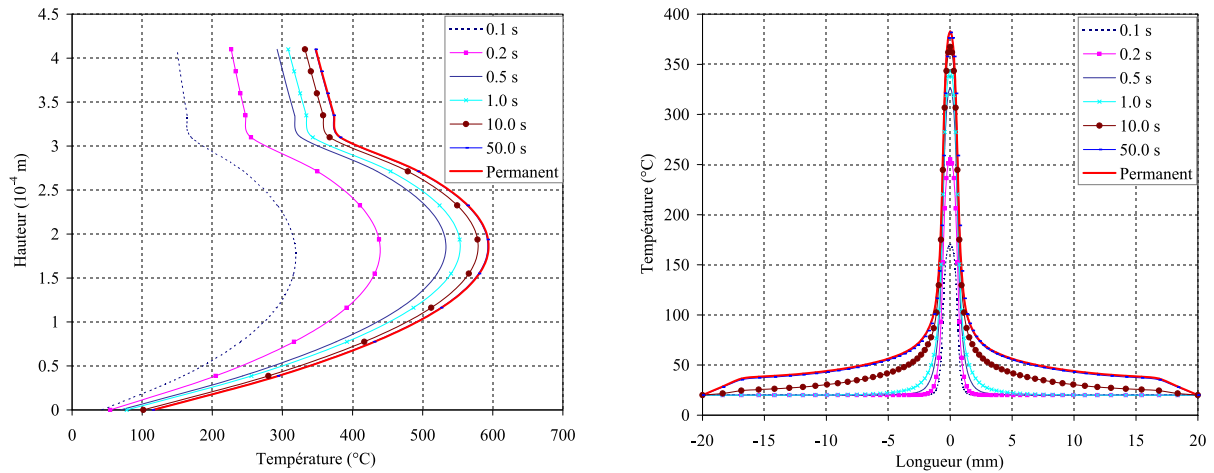 4.5
4
3.5
3
2.5
2
1.5
1
0.5
0
Hauteur (10⁻⁴ m)
0 100 200 300 400 500 600 700
Température (°C)
0.1 s
0.2 s
0.5 s
1.0 s
10.0 s
50.0 s
Permanent
400
350
300
250
200
150
100
50
0
Température (°C)
-20 -15 -10 -5 0 5 10 15 20
Longueur (mm)
0.1 s
0.2 s
0.5 s
1.0 s
10.0 s
50.0 s
Permanent